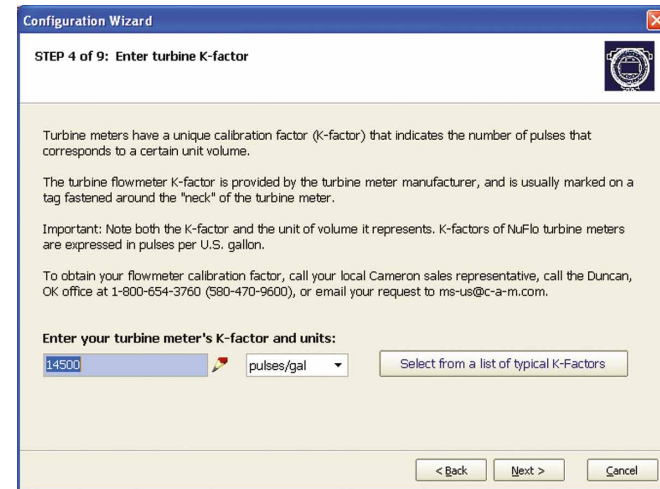 Configuration Wizard
STEP 4 of 9: Enter turbine K-factor
Turbine meters have a unique calibration factor (K-factor) that indicates the number of pulses that
corresponds to a certain unit volume.
The turbine flowmeter K-factor is provided by the turbine meter manufacturer, and is usually marked on a
tag fastened around the "neck" of the turbine meter.
Important: Note both the K-factor and the unit of volume it represents. K-factors of NuFlo turbine meters
are expressed in pulses per U.S. gallon.
To obtain your flowmeter calibration factor, call your local Cameron sales representative, call the Duncan,
OK office at 1-800-654-3760 (580-470-9600), or email your request to ms-us@c-a-m.com.
Enter your turbine meter's K-factor and units:
14500 pulses/gal Select from a list of typical K-Factors
< Back Next > Cancel